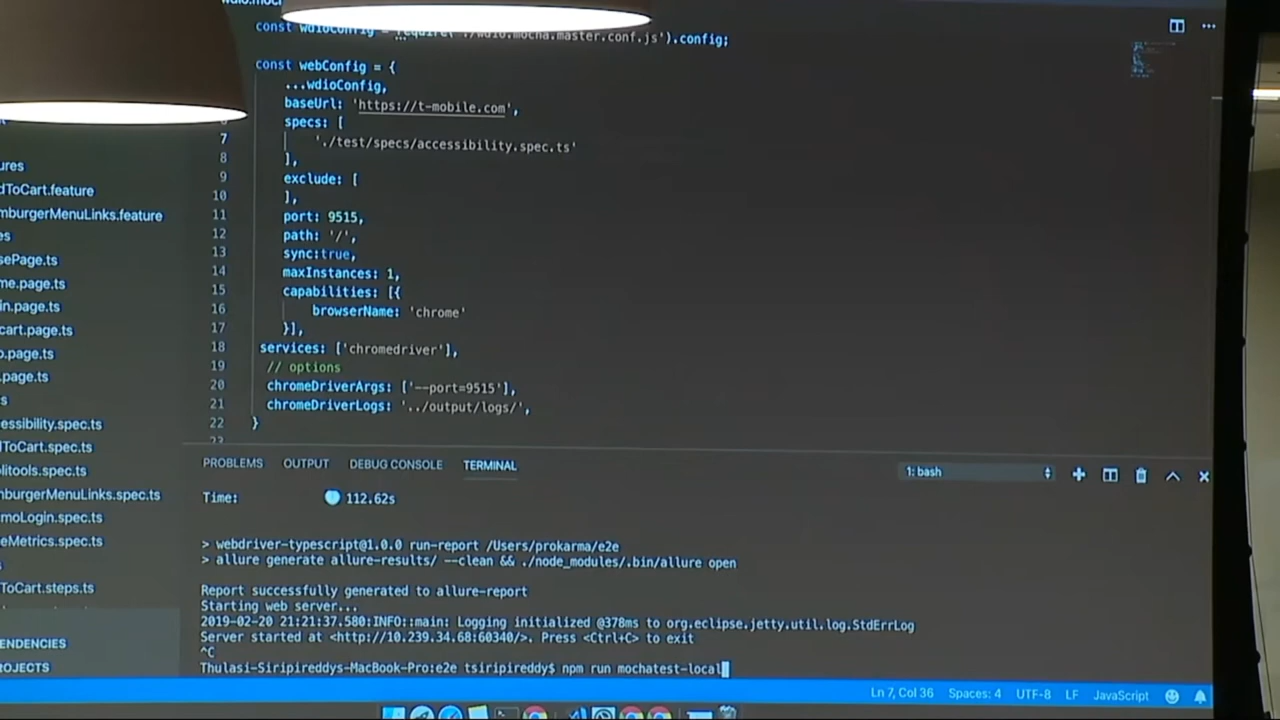 const wdioConfig = require('./wdio.mocha.master.conf.js').config;
const webConfig = {
...wdioConfig,
baseUrl: 'https://t-mobile.com',
specs: [
7 './test/specs/accessibility.spec.ts'
8 ],
9 exclude: [
10 ],
11 port: 9515,
12 path: '/',
13 sync:true,
14 maxInstances: 1,
15 capabilities: [{
16 browserName: 'chrome'
17 }],
18 services: ['chromedriver'],
19 // options
20 chromeDriverArgs: ['--port=9515'],
21 chromeDriverLogs: '../output/logs/',
22 }
23
ures
dToCart.feature
mburgerMenuLinks.feature
es
sePage.ts
me.page.ts
in.page.ts
cart.page.ts
o.page.ts
.page.ts
s
essibility.spec.ts
dToCart.spec.ts
plitools.spec.ts
mburgerMenuLinks.spec.ts
moLogin.spec.ts
eMetrics.spec.ts
ToCart.steps.ts
ENDENCIES
ROJECTS
PROBLEMS OUTPUT DEBUG CONSOLE TERMINAL 1: bash
Time: 112.62s
> webdriver-typescript@1.0.0 run-report /Users/prokarma/e2e
> allure generate allure-results/ --clean && ./node_modules/.bin/allure open
Report successfully generated to allure-report
Starting web server...
2019-02-20 21:21:37.580:INFO::main: Logging initialized @378ms to org.eclipse.jetty.util.log.StdErrLog
Server started at <http://10.239.34.68:60340/>. Press <Ctrl+C> to exit
^C
Thulasi-Siripireddys-MacBook-Pro:e2e tsiripireddy$ npm run mochatest-local
Ln 7, Col 36 Spaces: 4 UTF-8 LF JavaScript